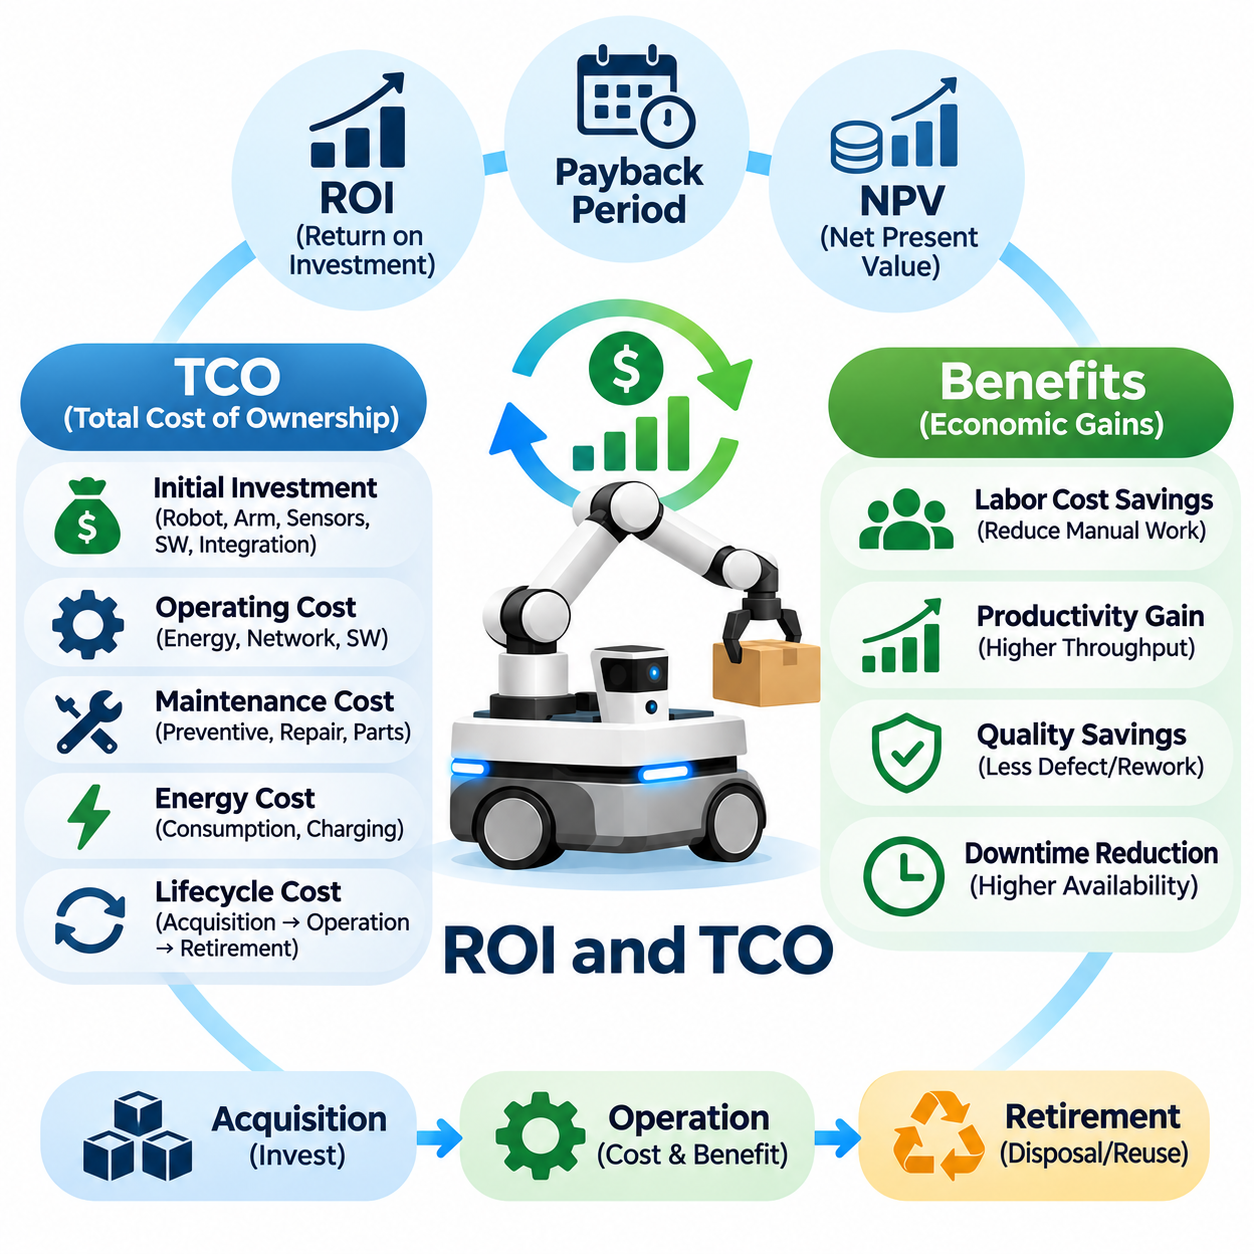 ROI
(Return on
Investment)
Payback
Period
NPV
(Net Present
Value)
TCO
(Total Cost of Ownership)
Initial Investment
(Robot, Arm, Sensors,
SW, Integration)
Operating Cost
(Energy, Network, SW)
Maintenance Cost
(Preventive, Repair, Parts)
Energy Cost
(Consumption, Charging)
Lifecycle Cost
(Acquisition → Operation
→ Retirement)
$
$
ROI and TCO
Benefits
(Economic Gains)
Labor Cost Savings
(Reduce Manual Work)
Productivity Gain
(Higher Throughput)
Quality Savings
(Less Defect/Rework)
Downtime Reduction
(Higher Availability)
Acquisition
(Invest)
Operation
(Cost & Benefit)
Retirement
(Disposal/Reuse)